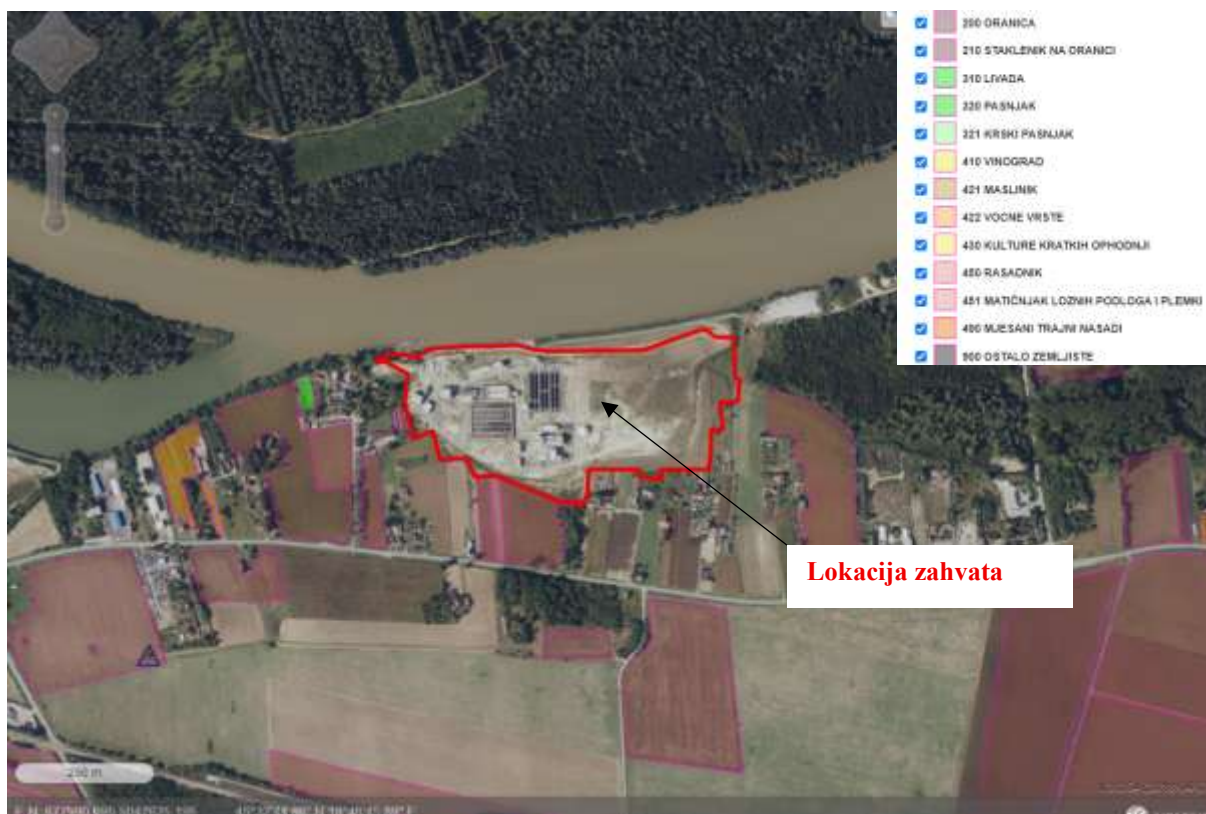 200 ORANICA
210 STAKLENIK NA ORANICI
310 LIVADA
320 PASNJAK
321 KRSKI PASNJAK
410 VINOGRAD
421 MASLINIK
422 VOCNE VRSTE
430 KULTURE KRATKIH OPHODNJI
450 RASADNIK
451 MATIČNJAK LOZNIH PODLOGA I PLEMKI
490 MJESANI TRAJNI NASADI
900 OSTALO ZEMLJISTE
Lokacija zahvata
200 m